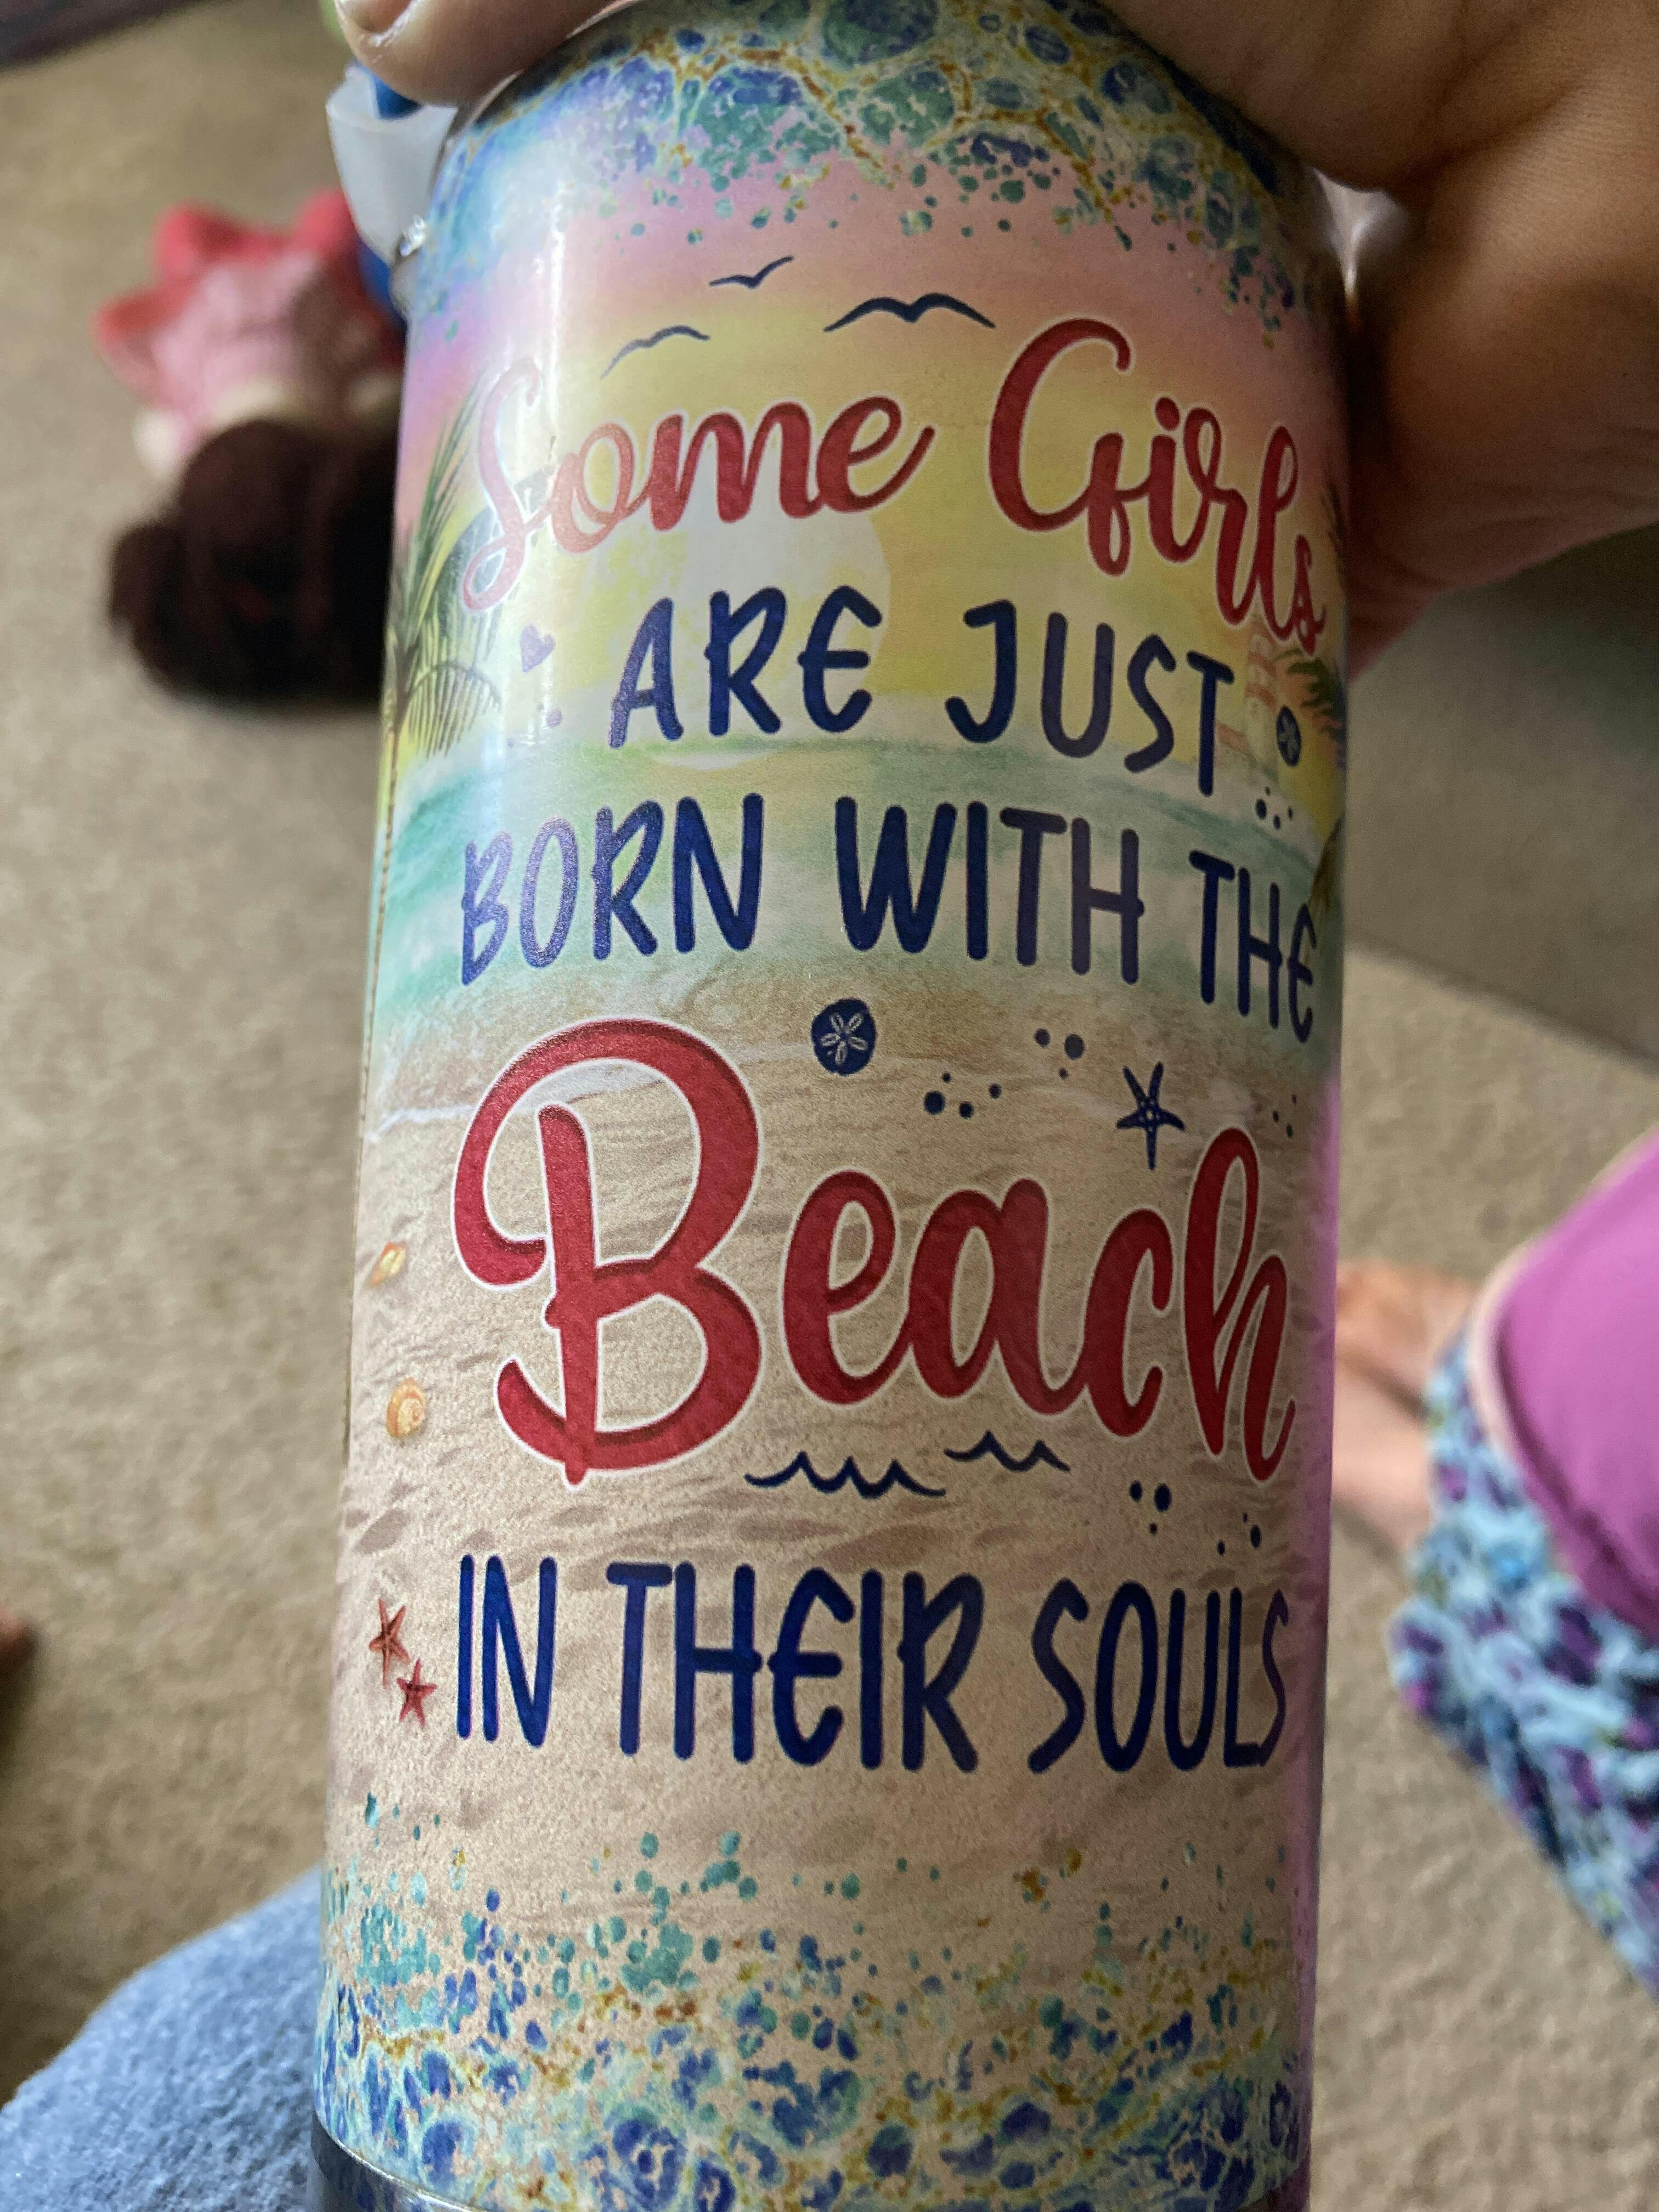 Some Girls
ARE JUST
BORN WITH THE
Beach
IN THEIR SOULS